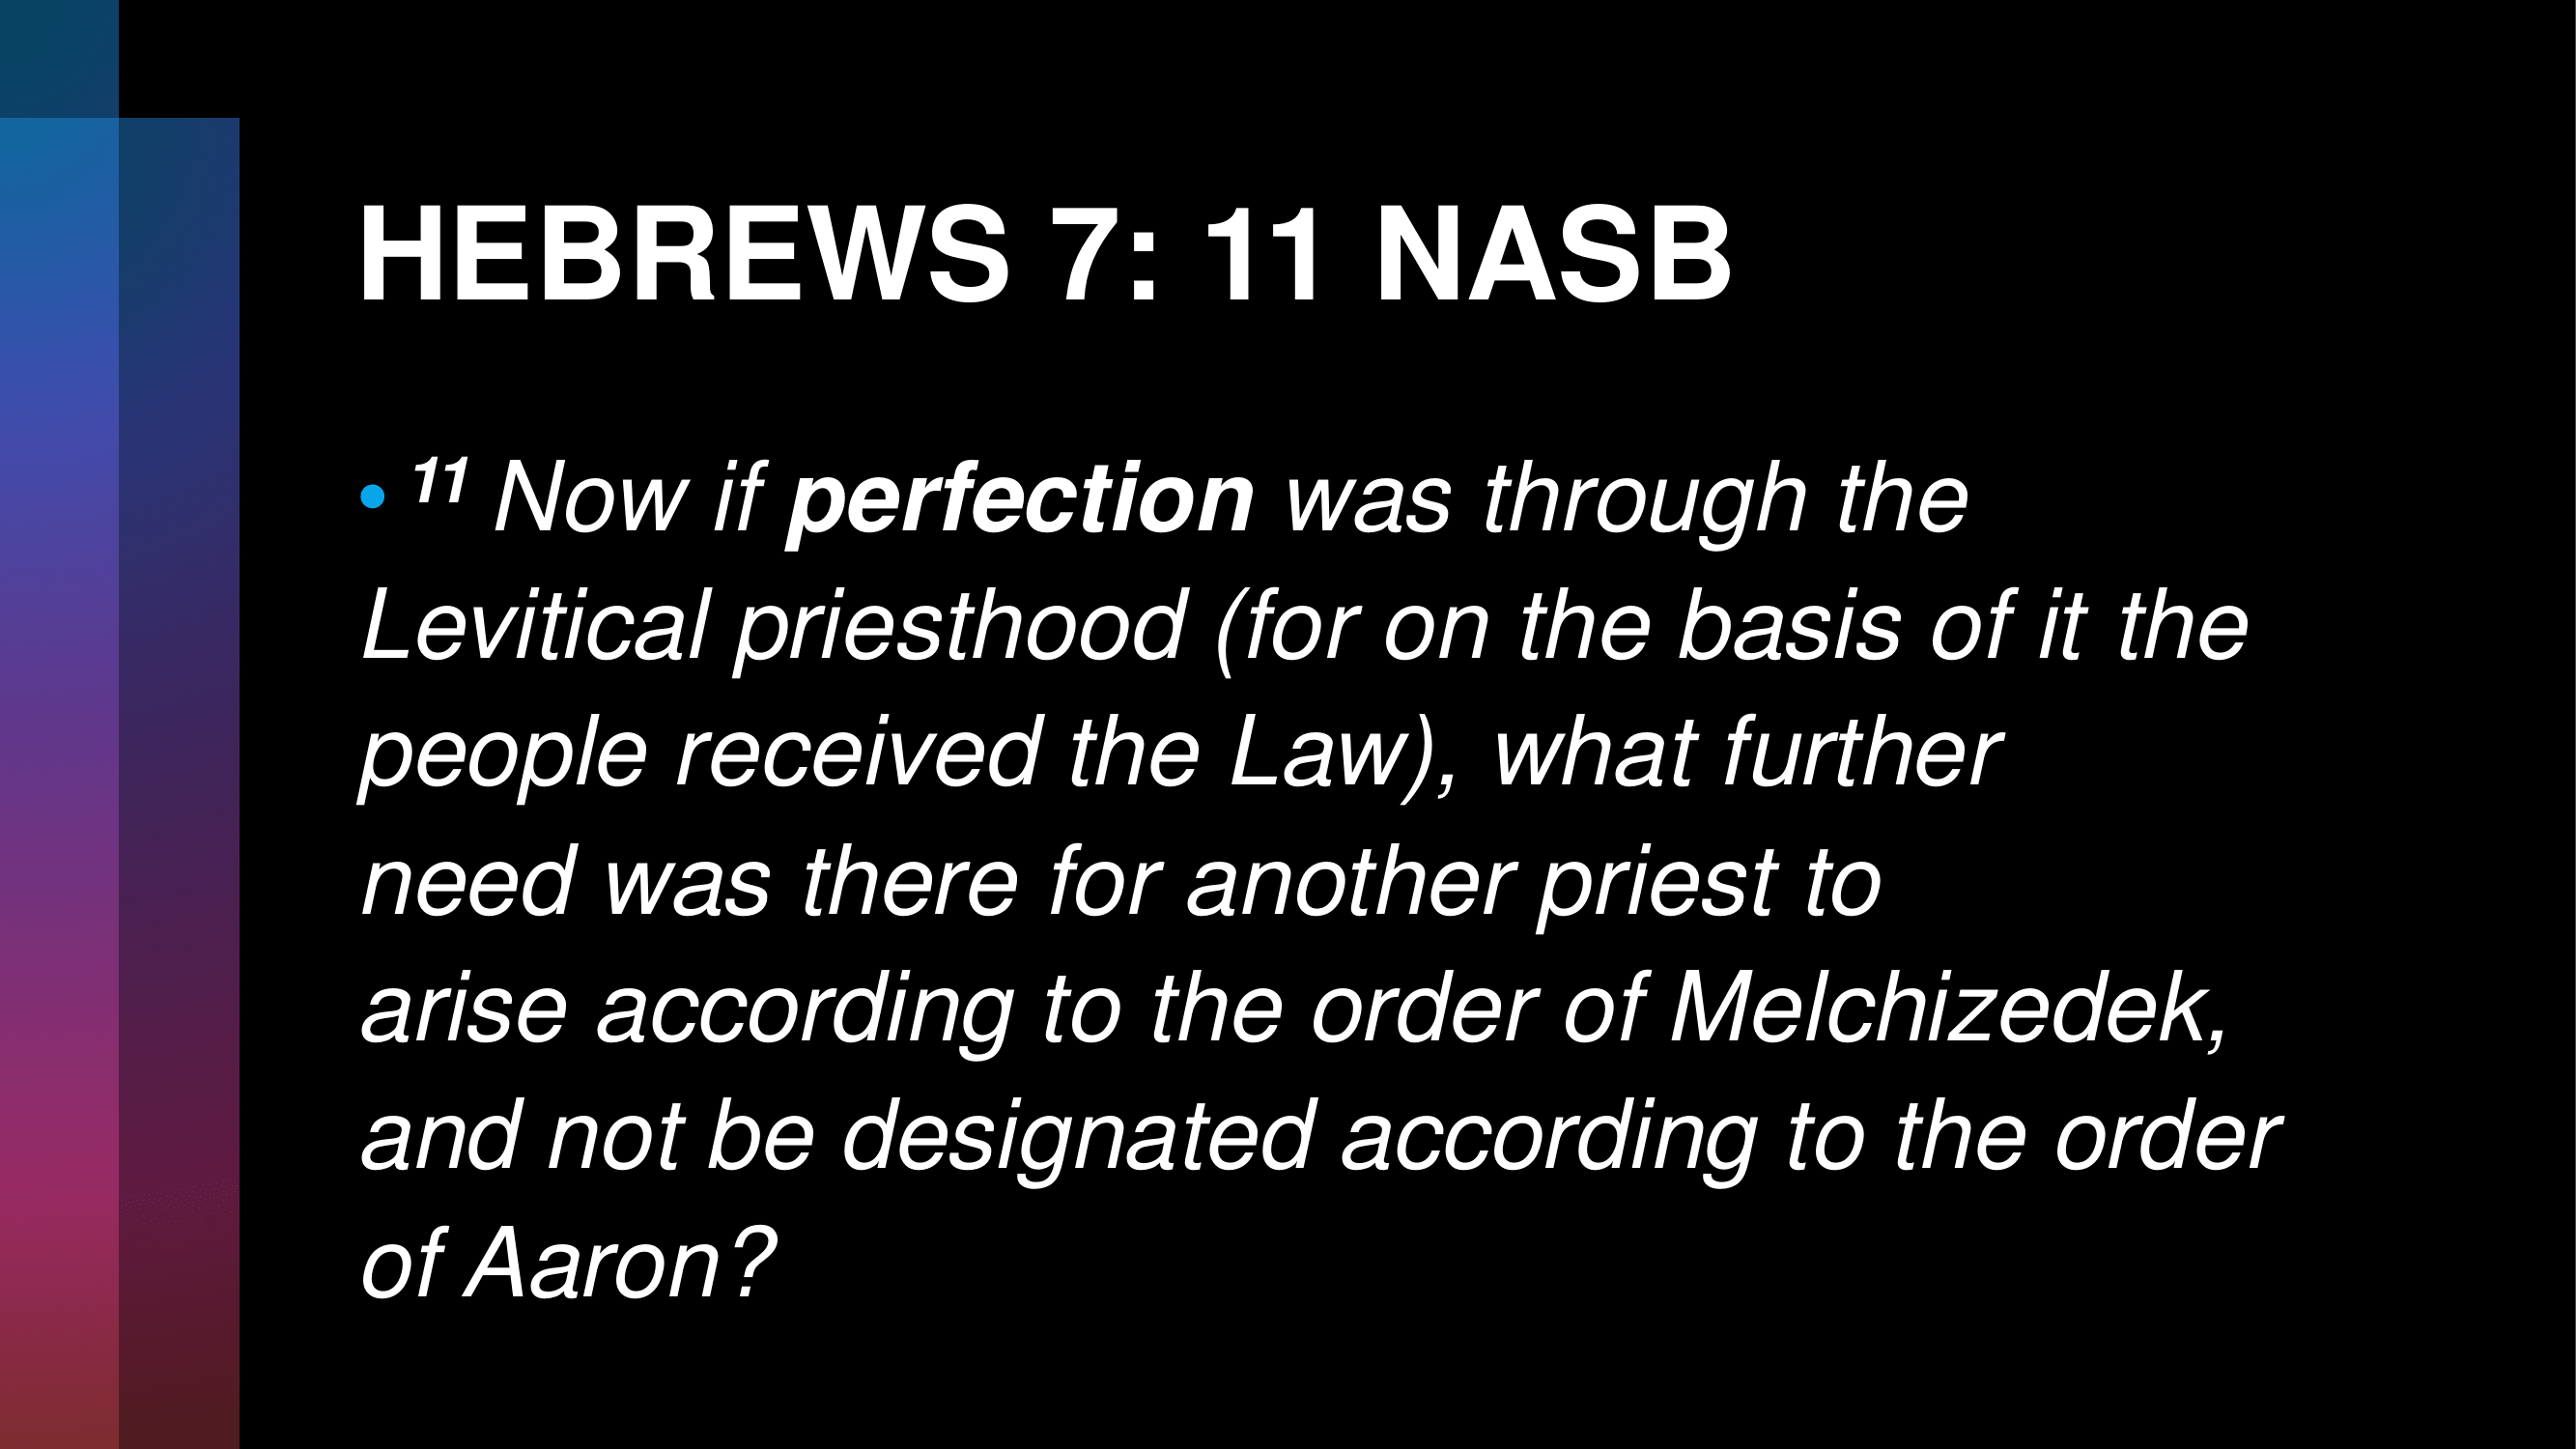 HEBREWS 7: 11 NASB
• 11 Now if perfection was through the
Levitical priesthood (for on the basis of it the
people received the Law), what further
need was there for another priest to
arise according to the order of Melchizedek,
and not be designated according to the order
of Aaron?